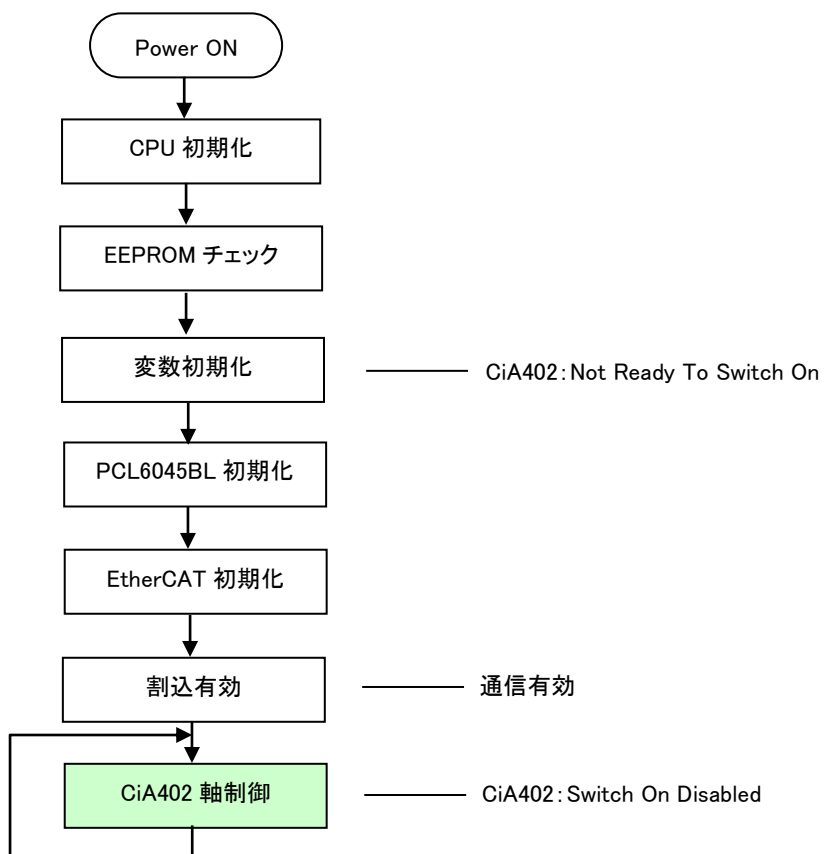 Power ON
CPU 初期化
EEPROM チェック
変数初期化
CiA402：Not Ready To Switch On
PCL6045BL 初期化
EtherCAT 初期化
割込有効
通信有効
CiA402 軸制御
CiA402：Switch On Disabled